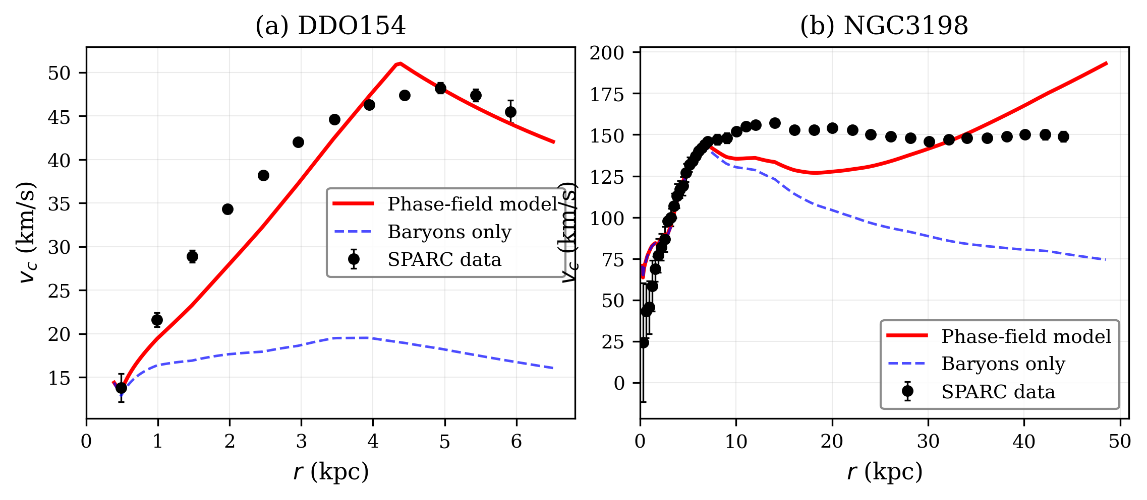 (a) DDO154
50
45
40
35
30
25
20
15
v_c (km/s)
Phase-field model
Baryons only
SPARC data
0 1 2 3 4 5 6
r (kpc)
(b) NGC3198
200
175
150
125
100
75
50
25
0
v_c (km/s)
Phase-field model
Baryons only
SPARC data
0 10 20 30 40 50
r (kpc)